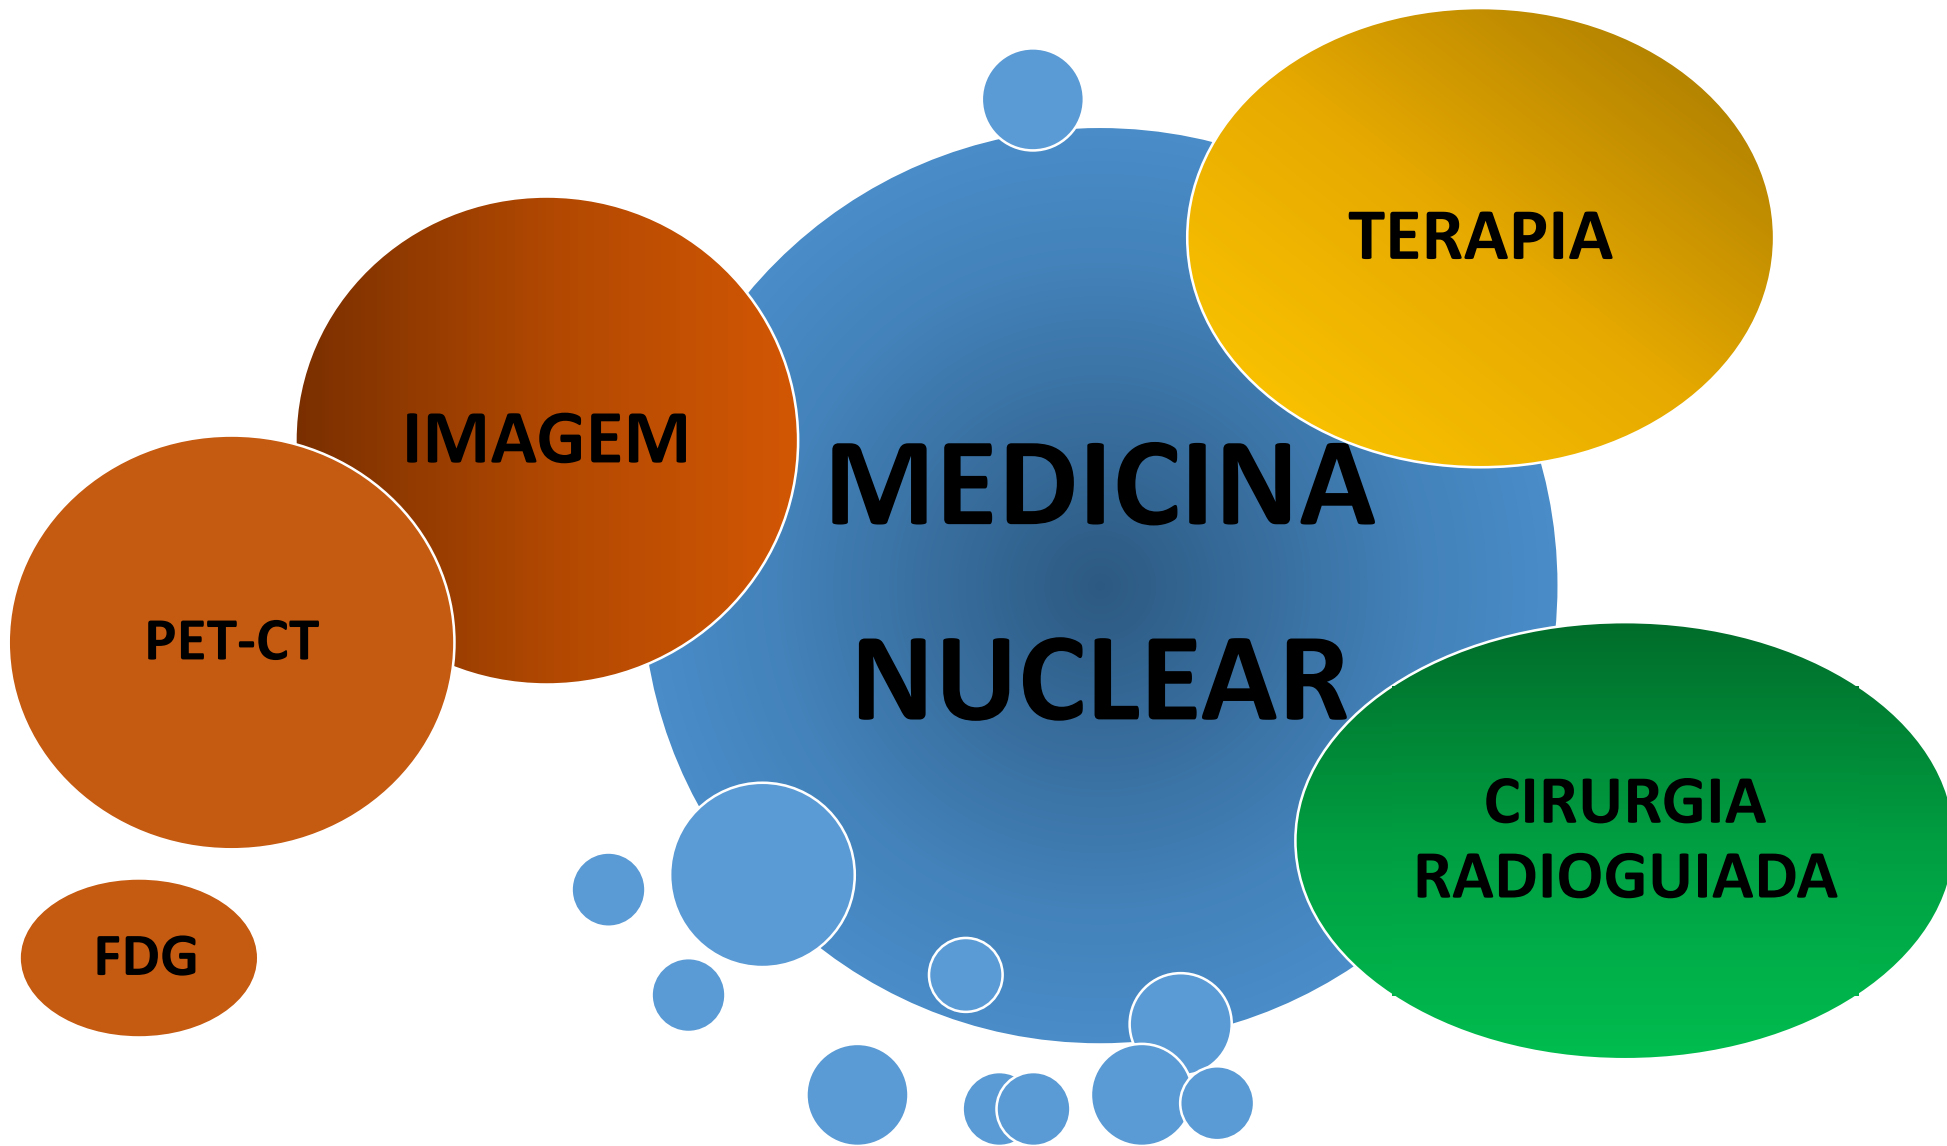 TERAPIA
IMAGEM
MEDICINA
NUCLEAR
PET-CT
CIRURGIA
RADIOGUIADA
FDG